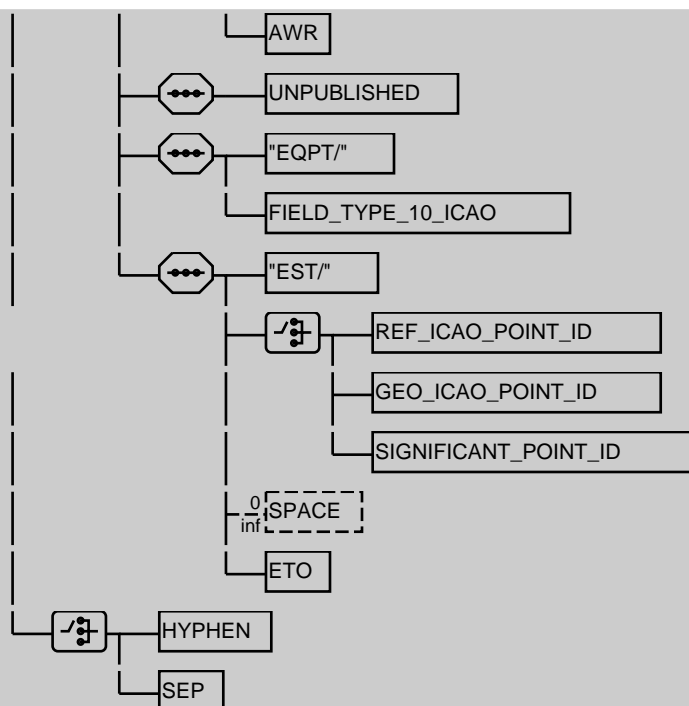 AWR
UNPUBLISHED
"EQPT/"
FIELD_TYPE_10_ICAO
"EST/"
REF_ICAO_POINT_ID
GEO_ICAO_POINT_ID
SIGNIFICANT_POINT_ID
0
inf
SPACE
ETO
HYPHEN
SEP